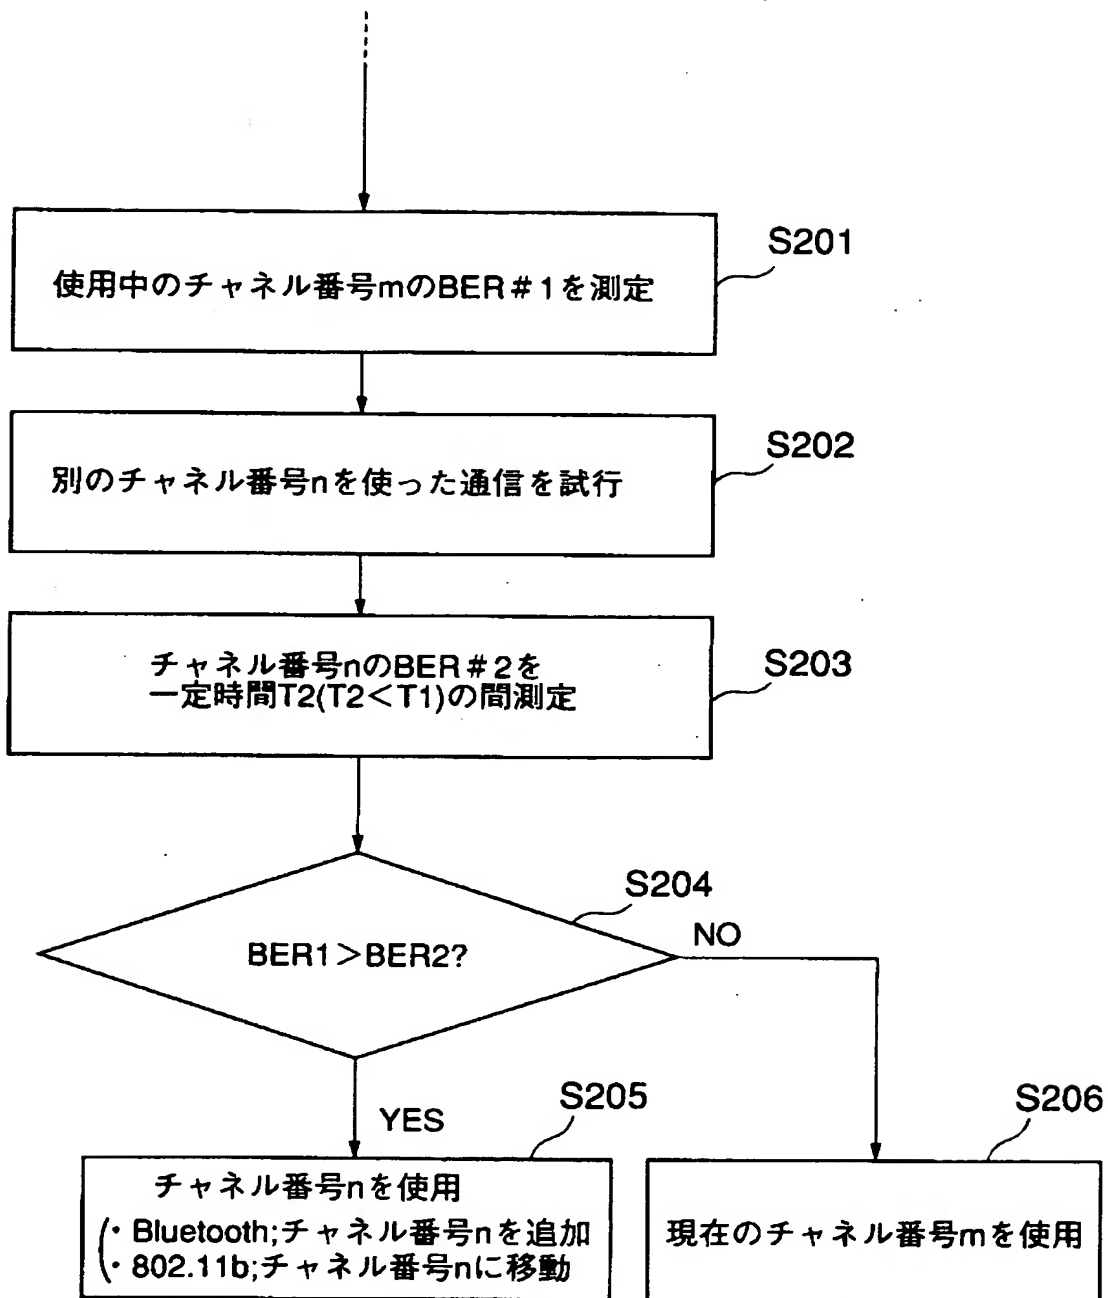 S201
使用中のチャネル番号mのBER＃1を測定
S202
別のチャネル番号nを使った通信を試行
S203
チャネル番号nのBER＃2を
一定時間T2(T2＜T1)の間測定
S204
BER1＞BER2?
NO
YES
S205
チャネル番号nを使用
・Bluetooth;チャネル番号nを追加
・802.11b;チャネル番号nに移動
S206
現在のチャネル番号mを使用